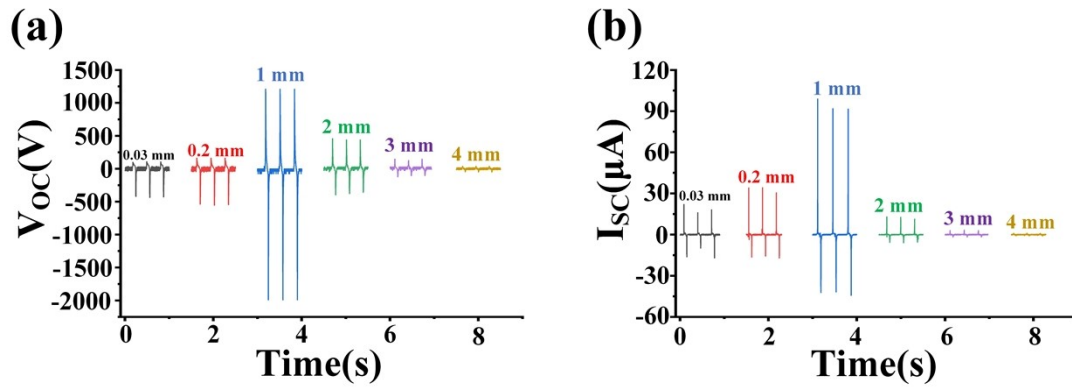 (a)
V_OC(V)
1500
1000
500
0
-500
-1000
-1500
-2000
0.03 mm
0.2 mm
1 mm
2 mm
3 mm
4 mm
0 2 4 6 8
Time(s)
(b)
I_SC(μA)
120
90
60
30
0
-30
-60
0.03 mm
0.2 mm
1 mm
2 mm
3 mm
4 mm
0 2 4 6 8
Time(s)